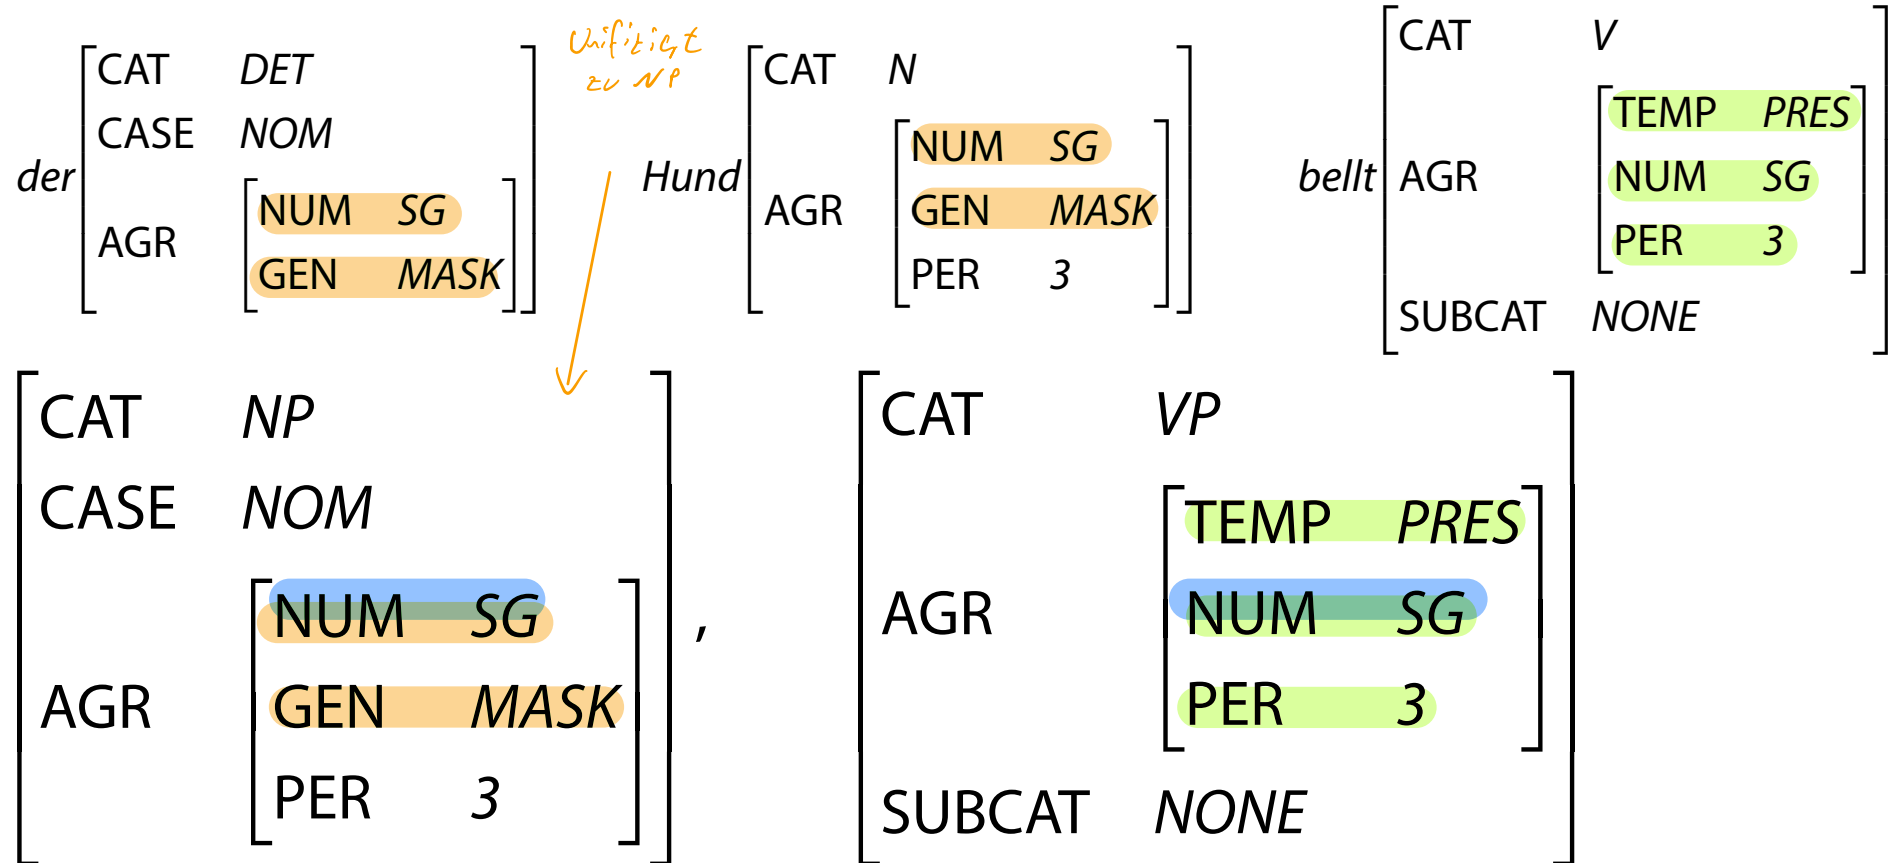 der
CAT DET
CASE NOM
AGR
NUM SG
GEN MASK
Unifiziert
zu NP
Hund
CAT N
AGR
NUM SG
GEN MASK
PER 3
bellt
CAT V
AGR
TEMP PRES
NUM SG
PER 3
SUBCAT NONE
CAT NP
CASE NOM
AGR
NUM SG
GEN MASK
PER 3
,
CAT VP
AGR
TEMP PRES
NUM SG
PER 3
SUBCAT NONE